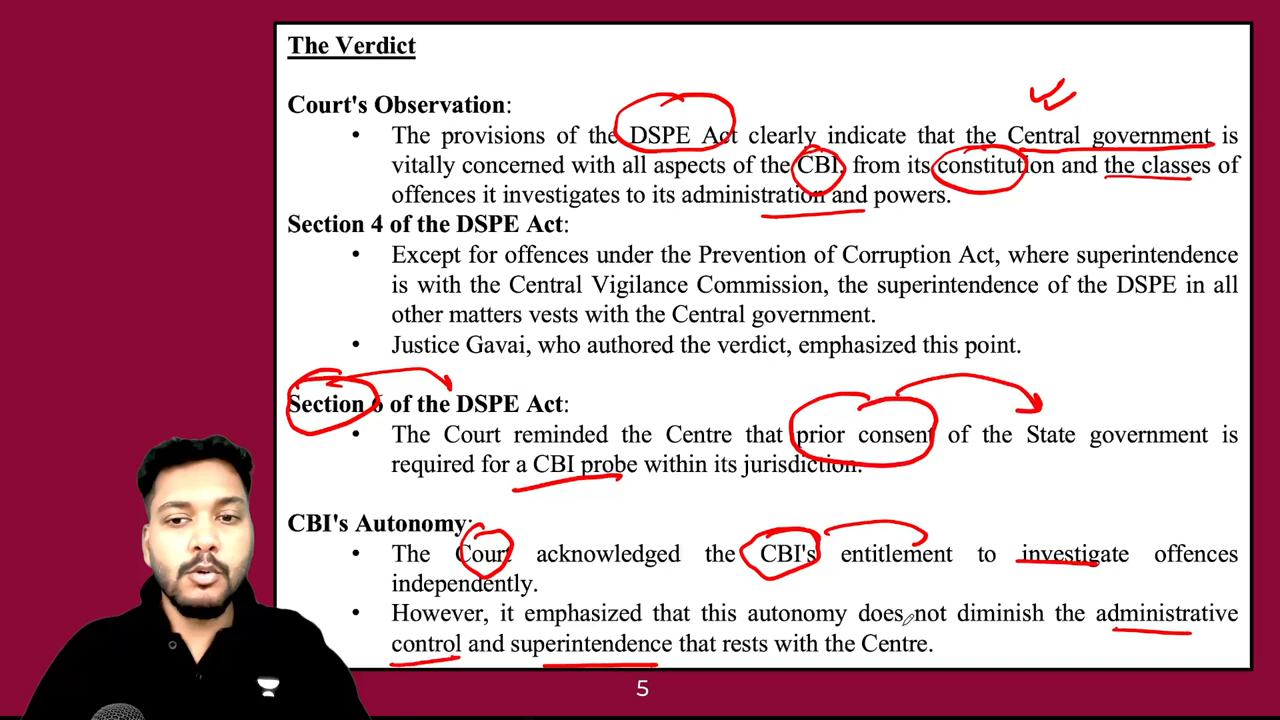 The Verdict
Court's Observation:
• The provisions of the DSPE Act clearly indicate that the Central government is
vitally concerned with all aspects of the CBI, from its constitution and the classes of
offences it investigates to its administration and powers.
Section 4 of the DSPE Act:
• Except for offences under the Prevention of Corruption Act, where superintendence
is with the Central Vigilance Commission, the superintendence of the DSPE in all
other matters vests with the Central government.
• Justice Gavai, who authored the verdict, emphasized this point.
Section 6 of the DSPE Act:
• The Court reminded the Centre that prior consent of the State government is
required for a CBI probe within its jurisdiction.
CBI's Autonomy:
• The Court acknowledged the CBI's entitlement to investigate offences
independently.
• However, it emphasized that this autonomy does not diminish the administrative
control and superintendence that rests with the Centre.
5